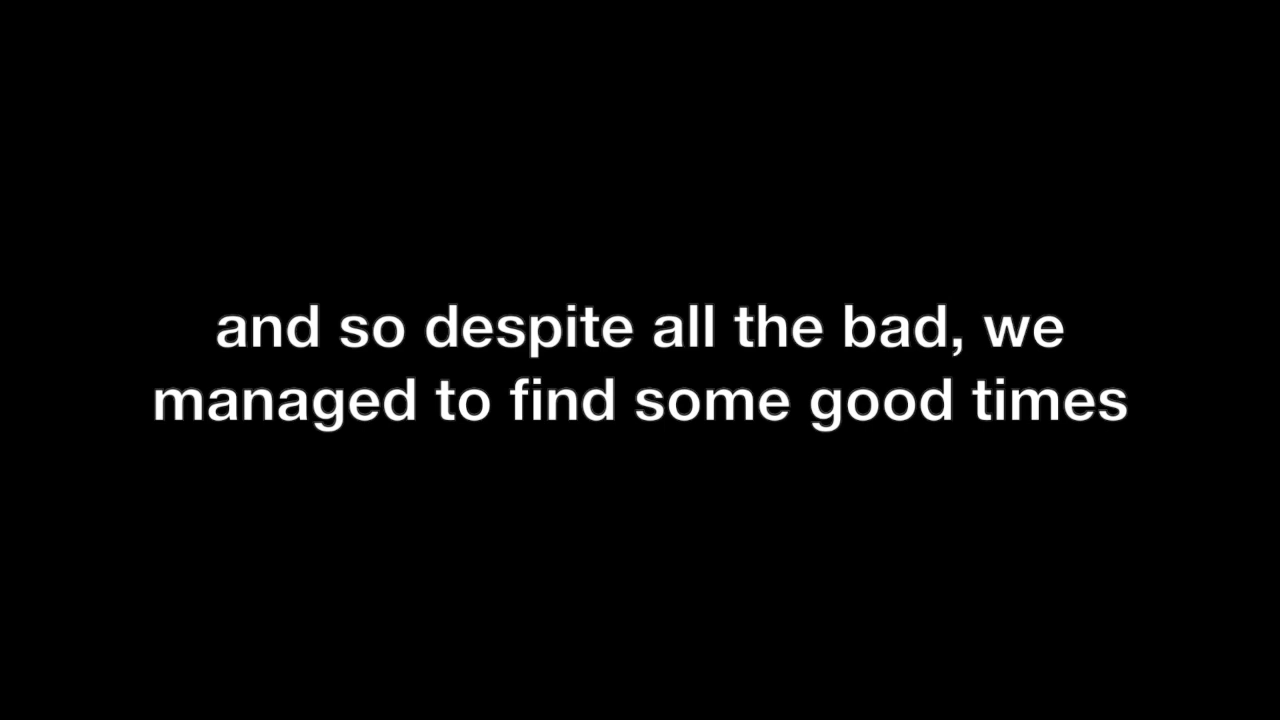 and so despite all the bad, we
managed to find some good times